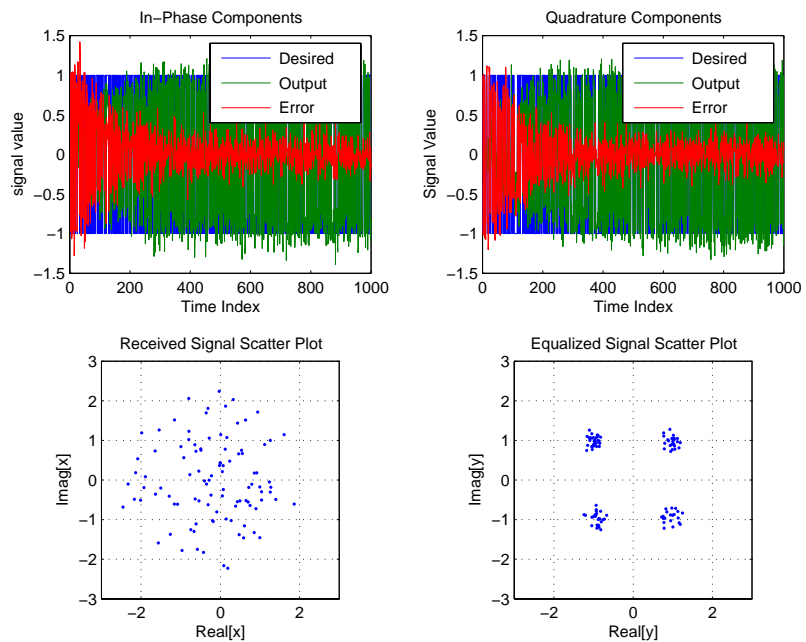 In-Phase Components
1.5
1
0.5
0
-0.5
-1
-1.5
signal value
0 200 400 600 800 1000
Time Index
Desired
Output
Error
Quadrature Components
1.5
1
0.5
0
-0.5
-1
-1.5
Signal Value
0 200 400 600 800 1000
Time Index
Desired
Output
Error
Received Signal Scatter Plot
3
2
1
0
-1
-2
-3
Imag[x]
-2 0 2
Real[x]
Equalized Signal Scatter Plot
3
2
1
0
-1
-2
-3
Imag[y]
-2 0 2
Real[y]